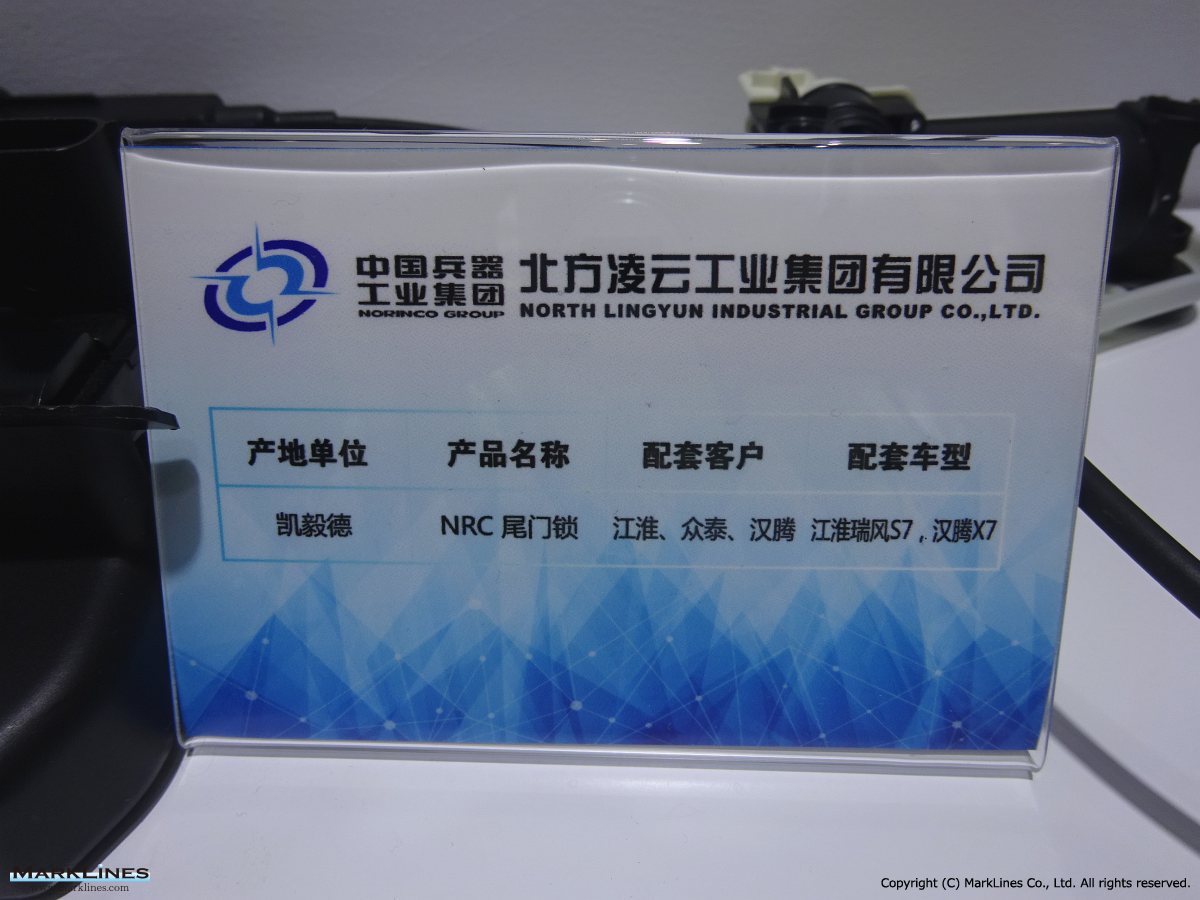 中国兵器
工业集团
NORINCO GROUP
北方凌云工业集团有限公司
NORTH LINGYUN INDUSTRIAL GROUP CO.,LTD.
产地单位 产品名称 配套客户 配套车型
凯毅德 NRC 尾门锁 江淮、众泰、汉腾 江淮瑞风S7，汉腾X7
MARKLINES
www.marklines.com
Copyright (C) MarkLines Co., Ltd. All rights reserved.